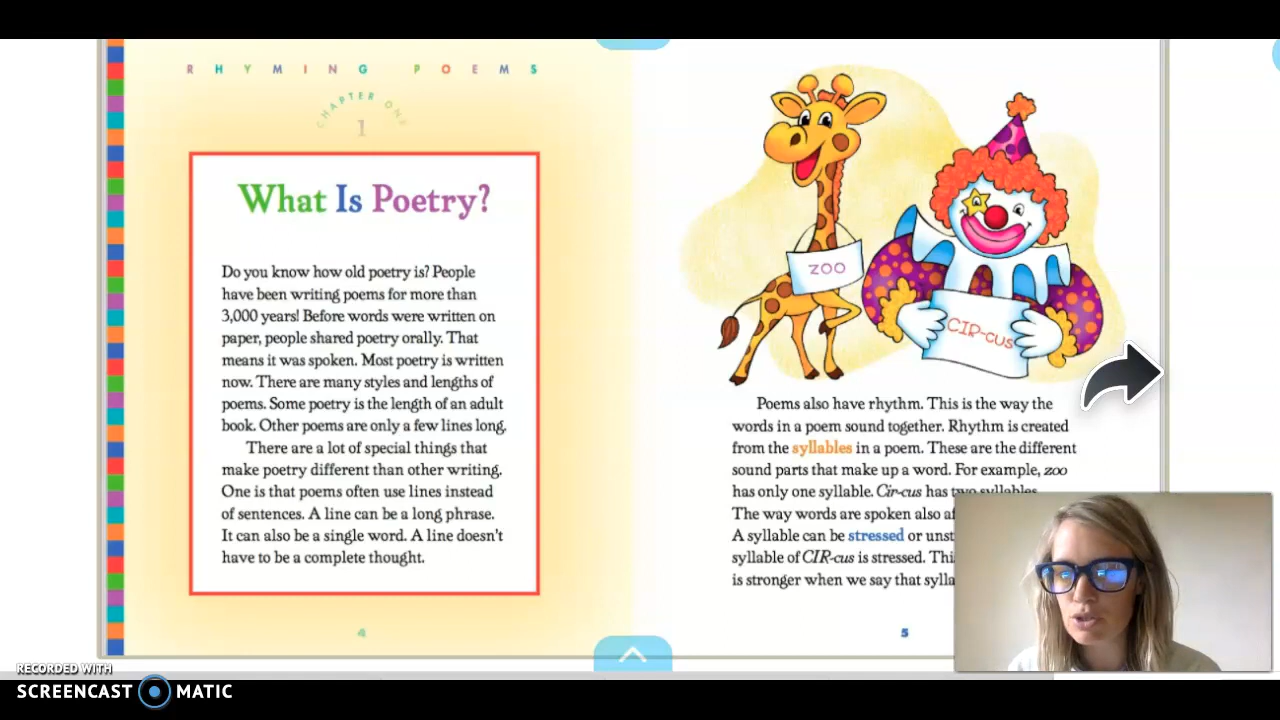 RHYMING POEMS
CHAPTER ONE
1
What Is Poetry?
Do you know how old poetry is? People
have been writing poems for more than
3,000 years! Before words were written on
paper, people shared poetry orally. That
means it was spoken. Most poetry is written
now. There are many styles and lengths of
poems. Some poetry is the length of an adult
book. Other poems are only a few lines long.
There are a lot of special things that
make poetry different than other writing.
One is that poems often use lines instead
of sentences. A line can be a long phrase.
It can also be a single word. A line doesn't
have to be a complete thought.
4
ZOO
CIR-CUS
Poems also have rhythm. This is the way the
words in a poem sound together. Rhythm is created
from the syllables in a poem. These are the different
sound parts that make up a word. For example, zoo
has only one syllable. Cir-cus has two syllables.
The way words are spoken also
A syllable can be stressed or
syllable of CIR-cus is stressed.
is stronger when we say that
5
RECORDED WITH
SCREENCAST MATIC